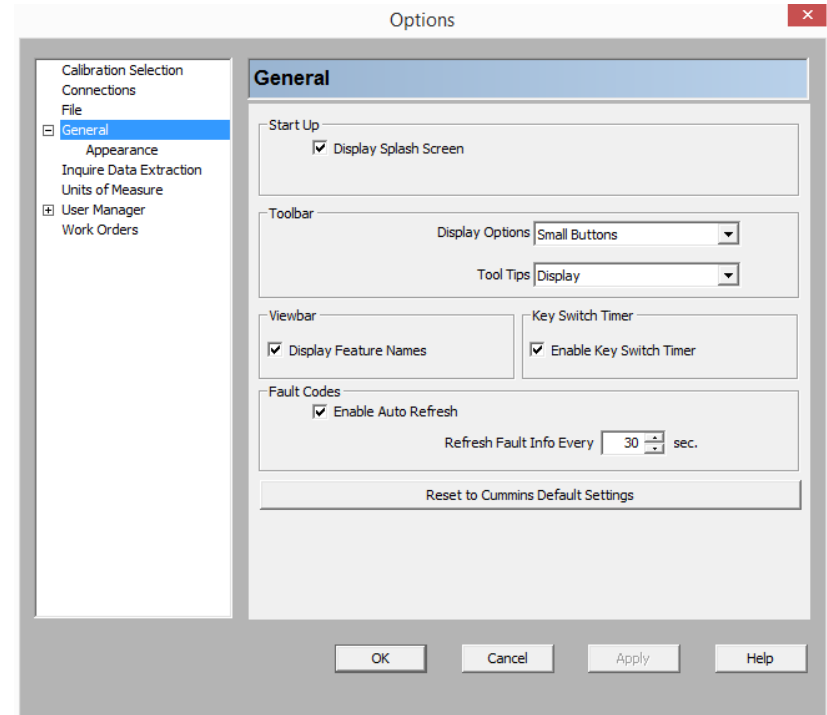 Options
Calibration Selection
Connections
File
General
Appearance
Inquire Data Extraction
Units of Measure
User Manager
Work Orders
General
Start Up
Display Splash Screen
Toolbar
Display Options Small Buttons
Tool Tips Display
Viewbar
Display Feature Names
Key Switch Timer
Enable Key Switch Timer
Fault Codes
Enable Auto Refresh
Refresh Fault Info Every 30 sec.
Reset to Cummins Default Settings
OK Cancel Apply Help